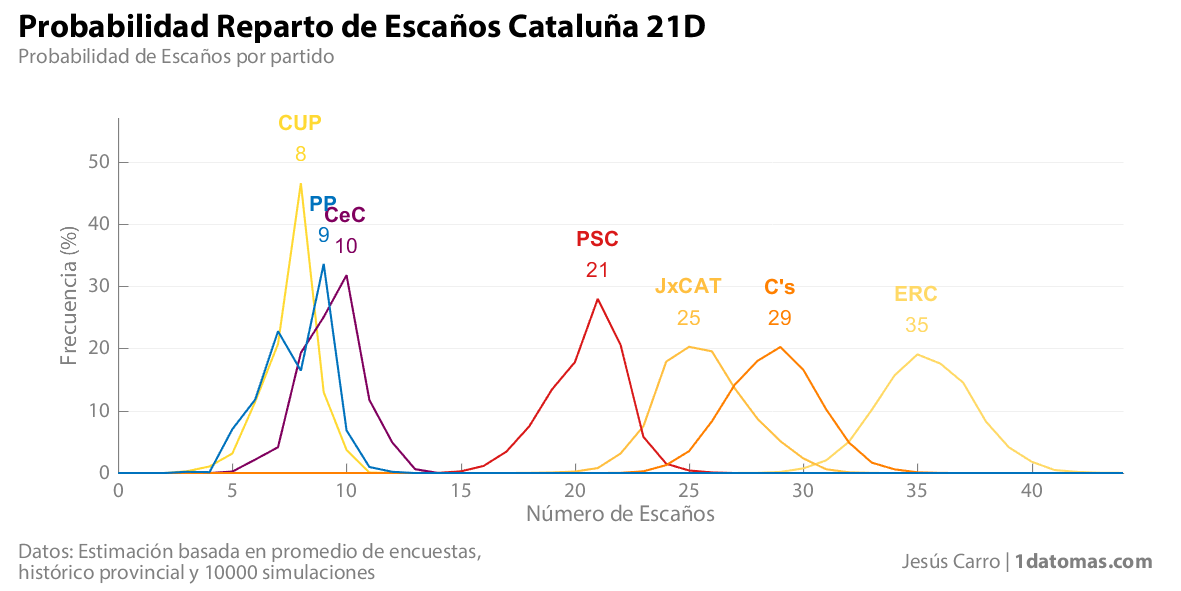 Probabilidad Reparto de Escaños Cataluña 21D
Probabilidad de Escaños por partido
CUP
8
PP
9
CeC
10
PSC
21
JxCAT
25
C's
29
ERC
35
Frecuencia (%)
50
40
30
20
10
0
0 5 10 15 20 25 30 35 40
Número de Escaños
Datos: Estimación basada en promedio de encuestas,
histórico provincial y 10000 simulaciones
Jesús Carro | 1datomas.com